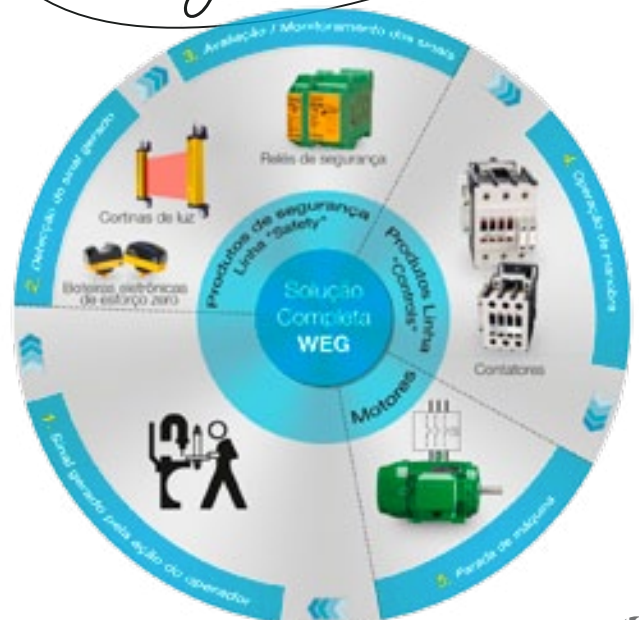 1. Sinal gerado pela ação do operador
2. Detecção do sinal gerado
3. Avaliação / Monitoramento dos sinais
4. Operação de manobra
5. Parada de máquina
Relés de segurança
Cortinas de luz
Botoeiras eletrônicas
de esforço zero
Contatores
Produtos de segurança
Linha "Safety"
Produtos Linha
"Controls"
Motores
Solução
Completa
WEG